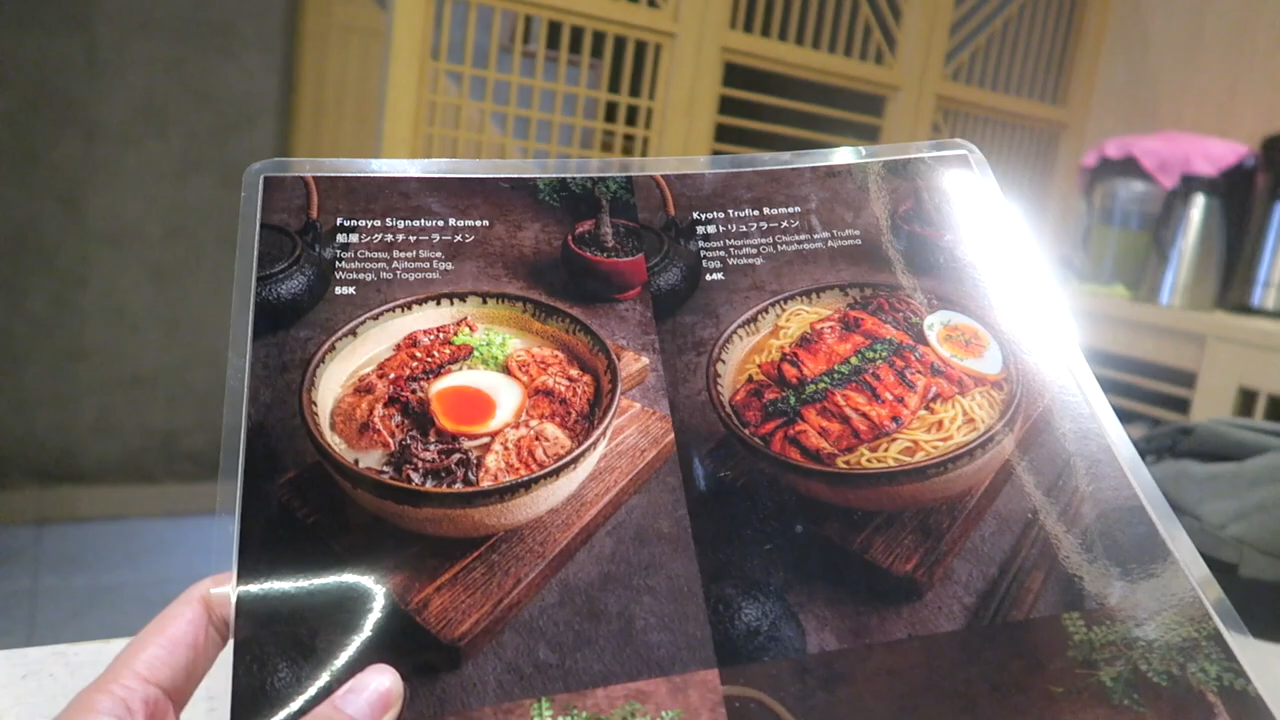 Funaya Signature Ramen
船屋シグネチャーラーメン
Tori Chasu, Beef Slice,
Mushroom, Ajitama Egg,
Wakegi, Ito Togarasi.
55K
Kyoto Trufle Ramen
京都トリュフラーメン
Roast Marinated Chicken with Truffle
Paste, Truffle Oil, Mushroom, Ajitama
Egg, Wakegi.
64K